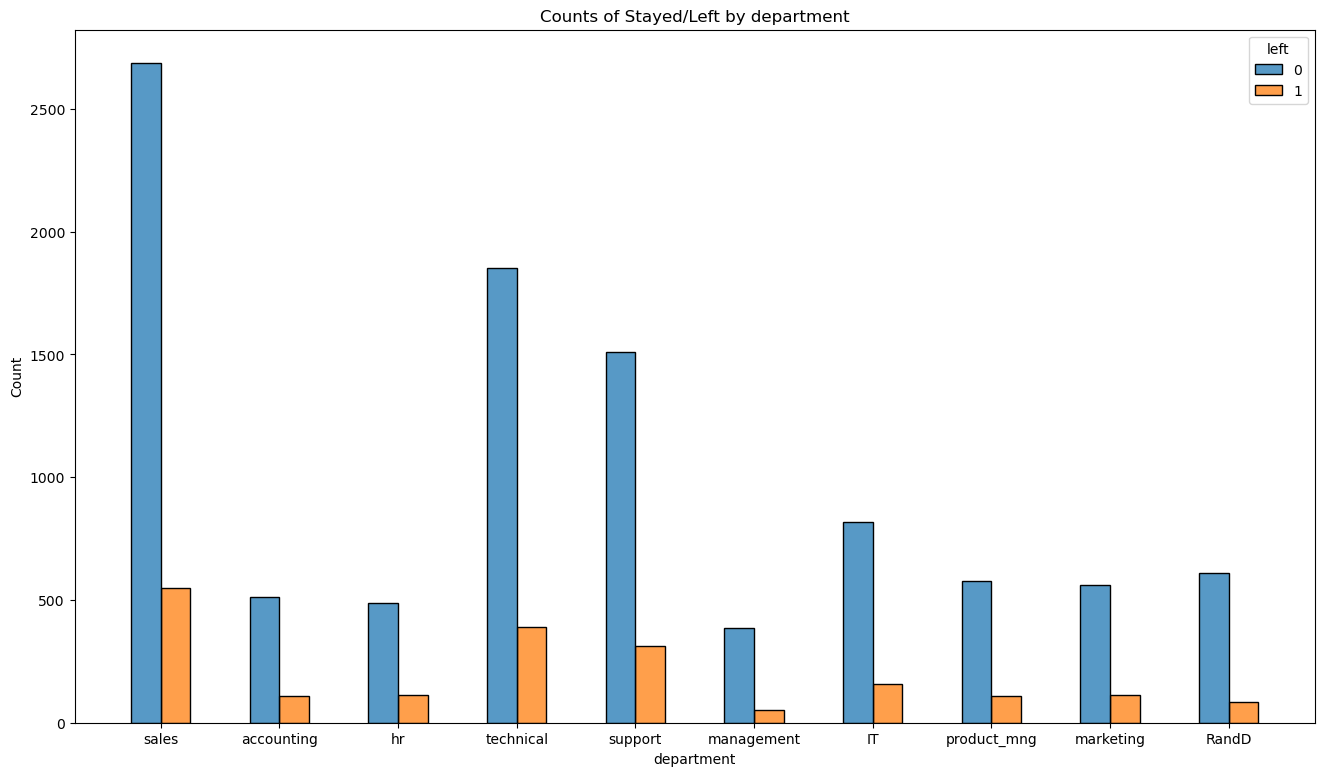 Counts of Stayed/Left by department
left
0
1
Count
2500
2000
1500
1000
500
0
sales accounting hr technical support management IT product_mng marketing RandD
department